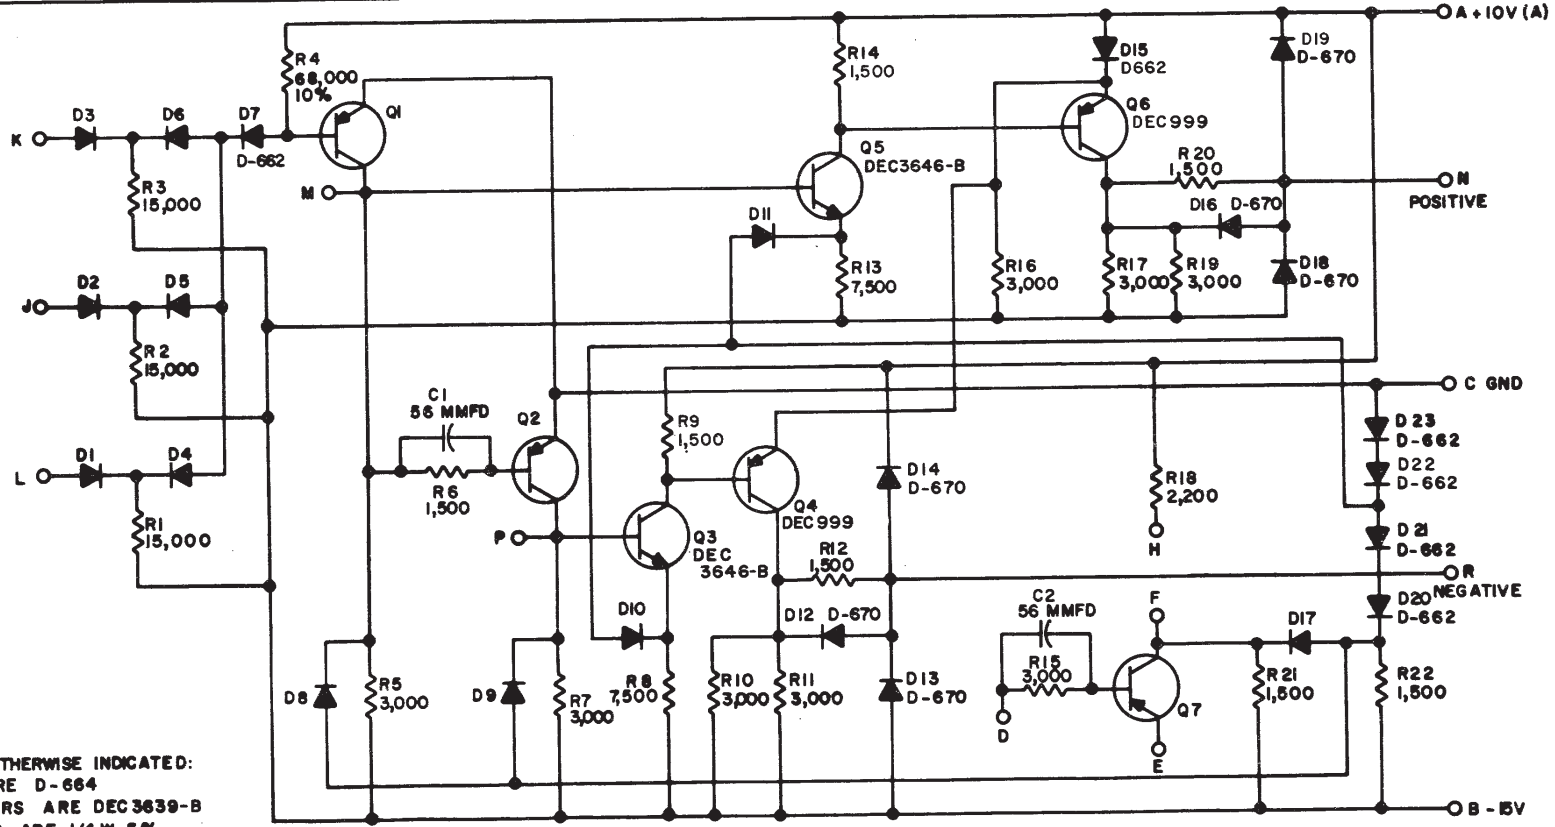 A +10V (A)
R4
68,000
10%
R14
1,500
D15
D662
D19
D-670
D3
D6
D7
D-662
K
Q1
Q6
DEC999
Q5
DEC3646-B
R20
1,500
N
POSITIVE
M
R3
15,000
D11
D16 D-670
R13
7,500
R16
3,000
R17
3,000
R19
3,000
D18
D-670
J
D2
D5
R2
15,000
C GND
C1
56 MMFD
Q2
R9
1,500
D23
D-662
D22
D-662
L
D1
D4
R6
1,500
D14
D-670
R18
2,200
H
R1
15,000
P
Q3
DEC
3646-B
Q4
DEC999
R12
1,500
D21
D-662
R
NEGATIVE
D20
D-662
D10
D12 D-670
C2
56 MMFD
F
D17
R15
3,000
D8
R5
3,000
D9
R7
3,000
R8
7,500
R10
3,000
R11
3,000
D13
D-670
D
Q7
E
R21
1,500
R22
1,500
THERWISE INDICATED:
RE D-664
RS ARE DEC3639-B
B -15V